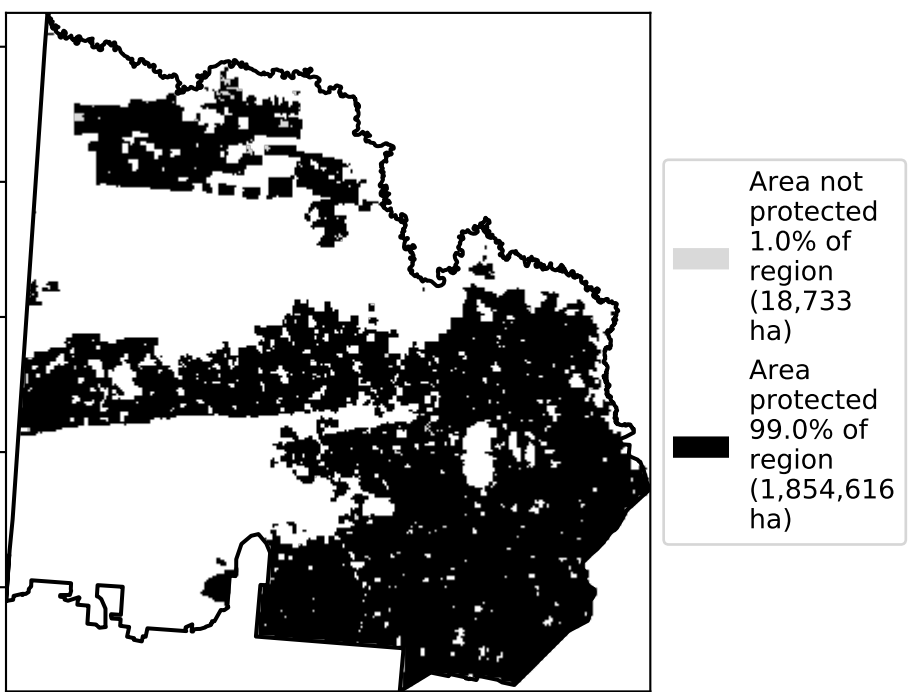 Area not
protected
1.0% of
region
(18,733
ha)
Area
protected
99.0% of
region
(1,854,616
ha)